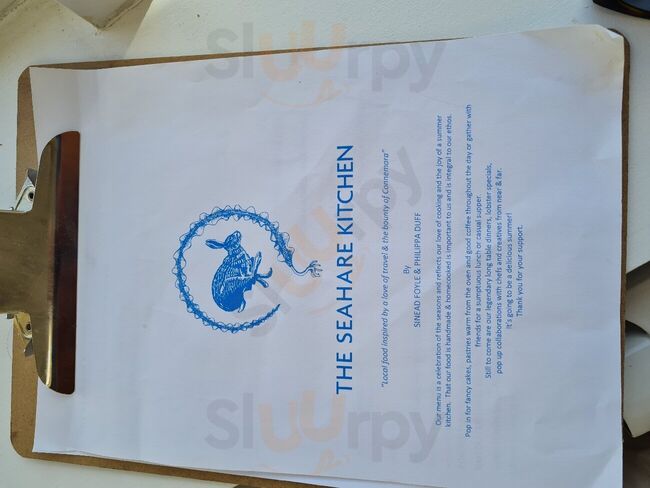 THE SEAHARE KITCHEN
"Local food inspired by a love of travel & the bounty of Connemara"
By
SINEAD FOYLE & PHILIPPA DUFF
Our menu is a celebration of the seasons and reflects our love of cooking and the joy of a summer
kitchen. That our food is handmade & homecooked is important to us and is integral to our ethos.
Pop in for fancy cakes, pastries warm from the oven and good coffee throughout the day or gather with
friends for a sumptuous lunch or casual supper.
Still to come are our legendary long table dinners, lobster specials,
pop up collaborations with chefs and creatives from near & far.
It's going to be a delicious summer!
Thank you for your support.
Sluurpy
Sluurpy
Sluurpy